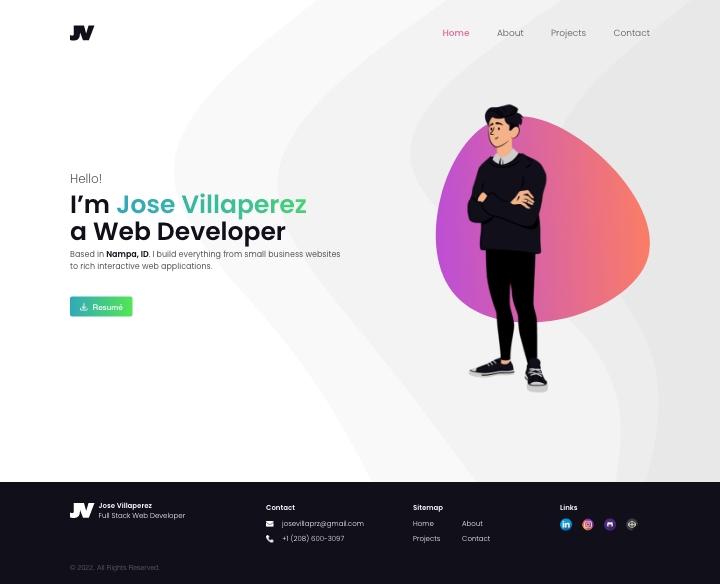 JV
Home About Projects Contact
Hello!
I’m Jose Villaperez
a Web Developer
Based in Nampa, ID. I build everything from small business websites
to rich interactive web applications.
Resumé
JV
Jose Villaperez
Full Stack Web Developer
Contact
josevillaprz@gmail.com
+1 (208) 600-3097
Sitemap
Home About
Projects Contact
Links
in
© 2022. All Rights Reserved.